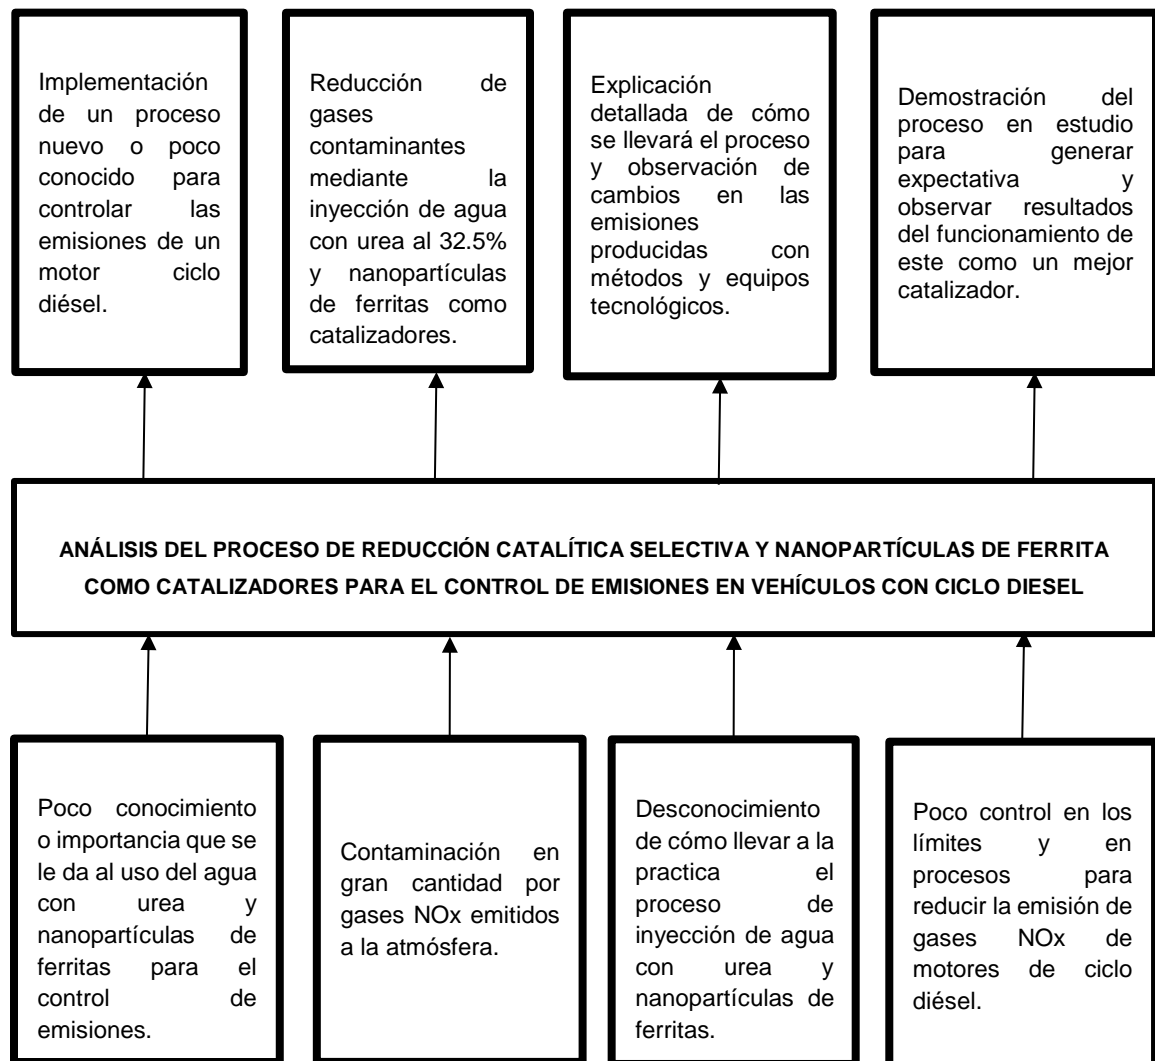 Implementación
de un proceso
nuevo o poco
conocido para
controlar las
emisiones de un
motor ciclo
diésel.
Reducción de
gases
contaminantes
mediante la
inyección de agua
con urea al 32.5%
y nanopartículas
de ferritas como
catalizadores.
Explicación
detallada de cómo
se llevará el proceso
y observación de
cambios en las
emisiones
producidas con
métodos y equipos
tecnológicos.
Demostración del
proceso en estudio
para generar
expectativa y
observar resultados
del funcionamiento de
este como un mejor
catalizador.
ANÁLISIS DEL PROCESO DE REDUCCIÓN CATALÍTICA SELECTIVA Y NANOPARTÍCULAS DE FERRITA
COMO CATALIZADORES PARA EL CONTROL DE EMISIONES EN VEHÍCULOS CON CICLO DIESEL
Poco conocimiento
o importancia que se
le da al uso del agua
con urea y
nanopartículas de
ferritas para el
control de
emisiones.
Contaminación en
gran cantidad por
gases NOx emitidos
a la atmósfera.
Desconocimiento
de cómo llevar a la
practica el
proceso de
inyección de agua
con urea y
nanopartículas de
ferritas.
Poco control en los
límites y en
procesos para
reducir la emisión de
gases NOx de
motores de ciclo
diésel.